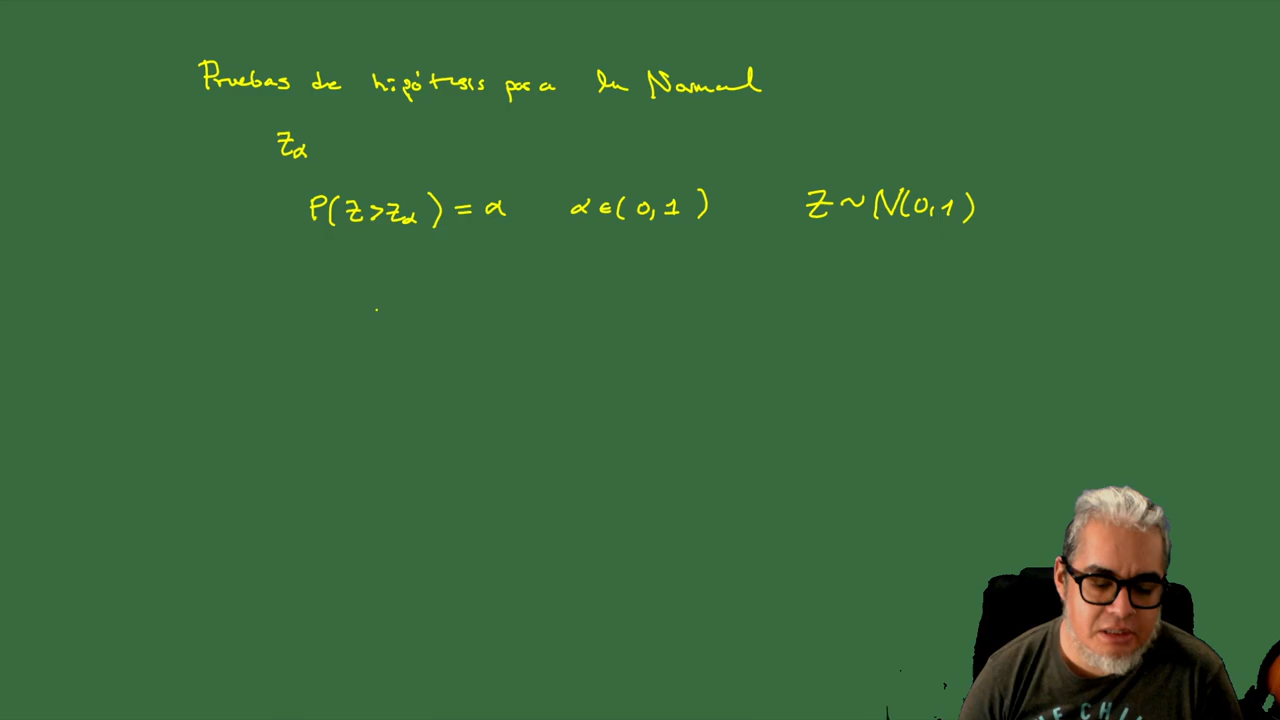 Pruebas de hipótesis para la Normal
Zα
P(Z>zα) = α α ∈ (0,1) Z ~ N(0,1)